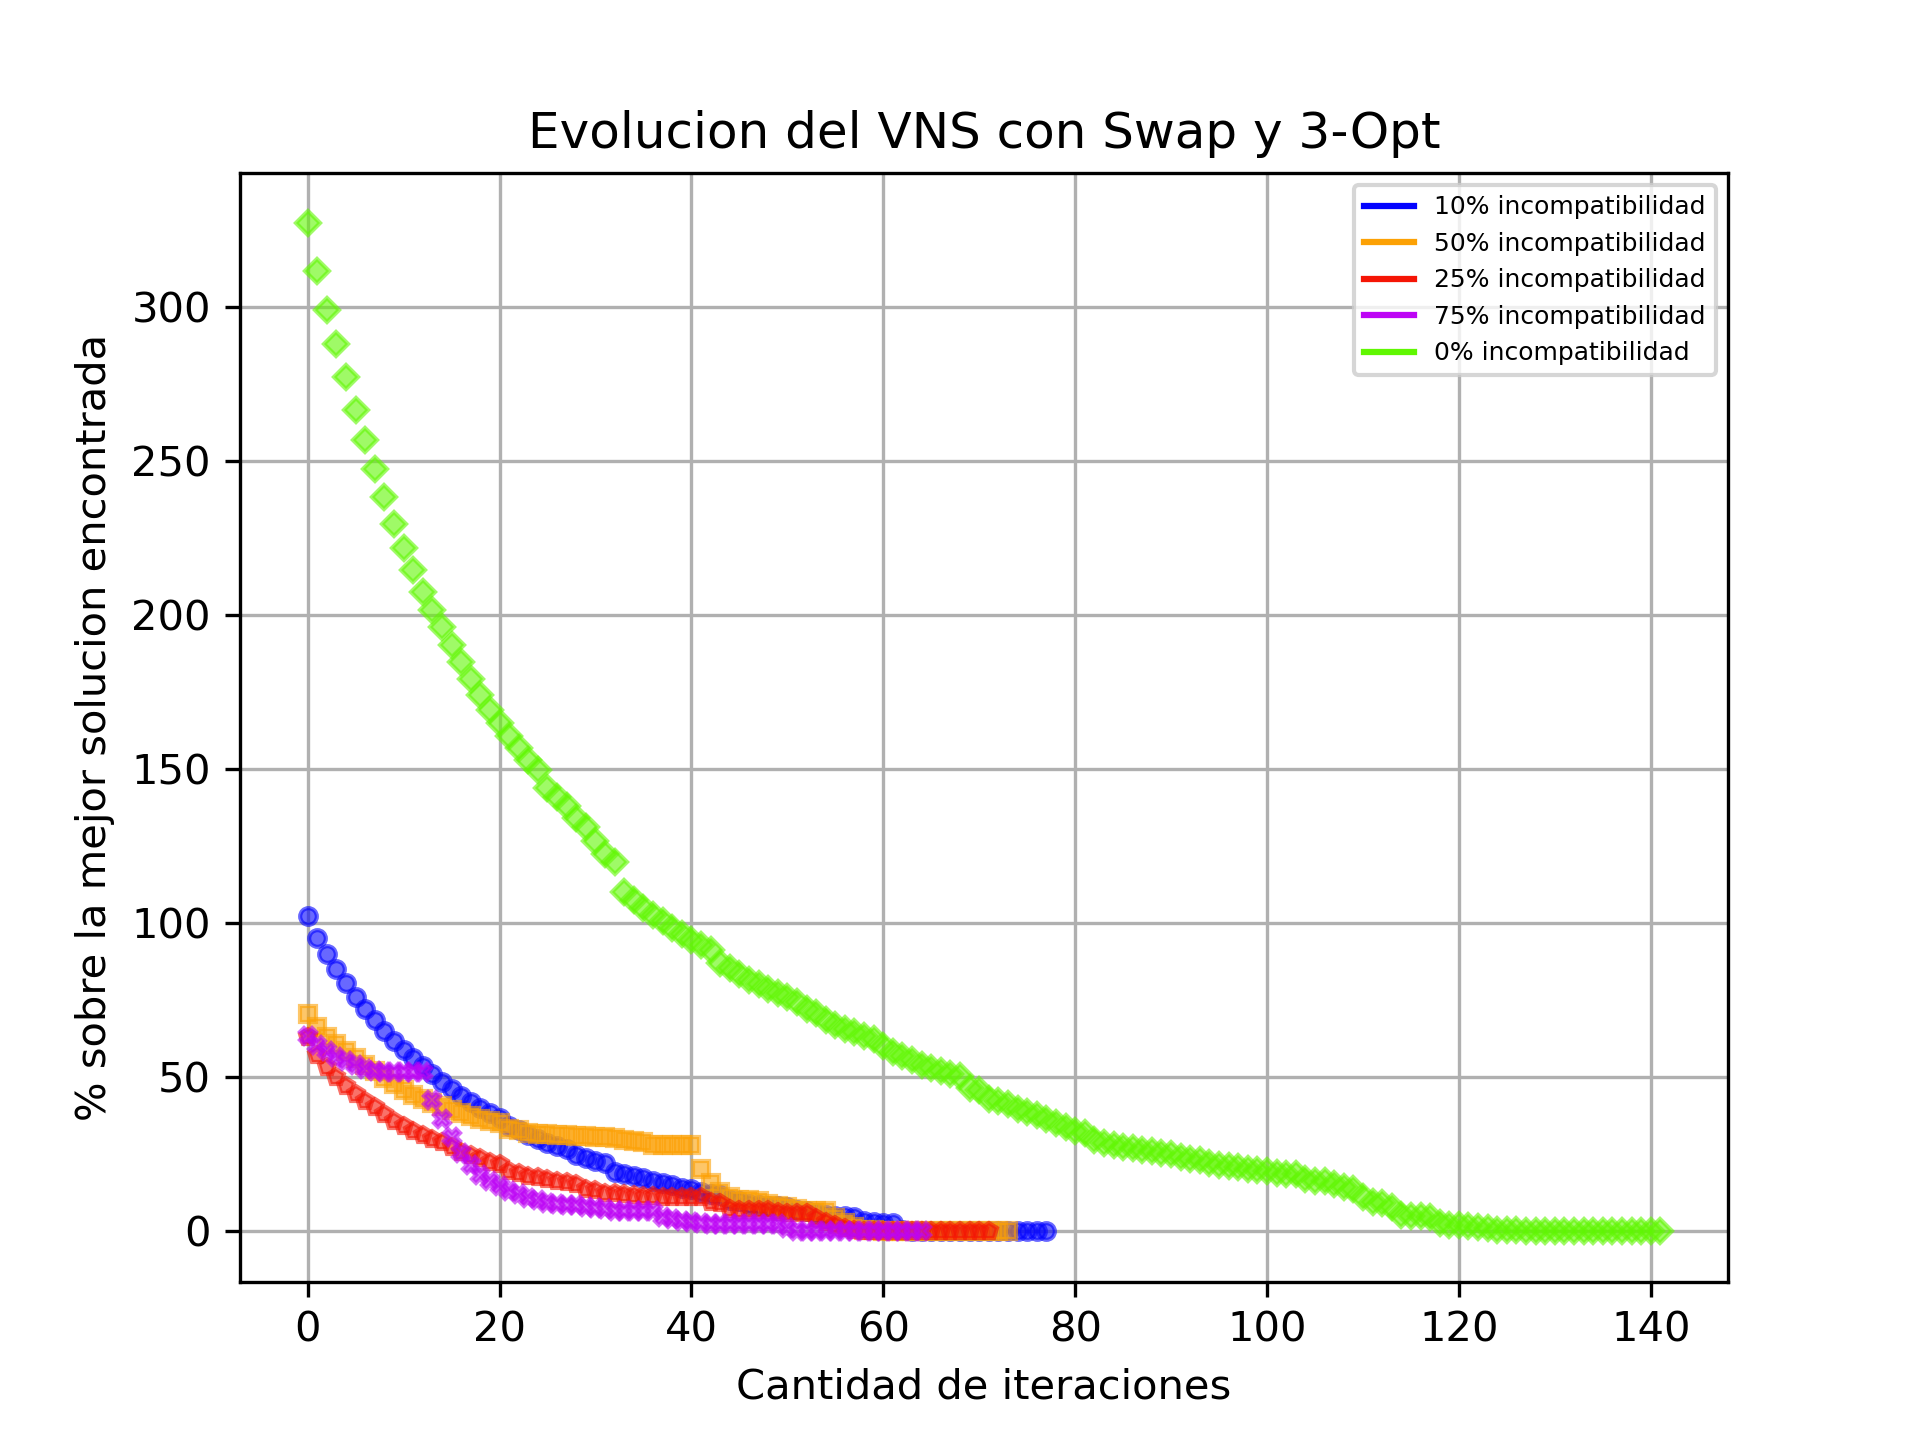 Evolucion del VNS con Swap y 3-Opt
10% incompatibilidad
50% incompatibilidad
25% incompatibilidad
75% incompatibilidad
0% incompatibilidad
% sobre la mejor solucion encontrada
300
250
200
150
100
50
0
0 20 40 60 80 100 120 140
Cantidad de iteraciones